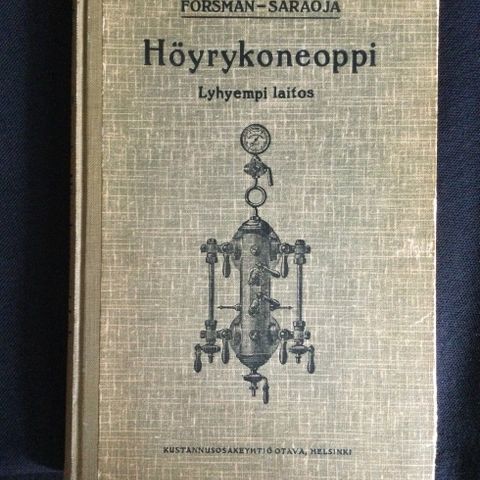 FORSMAN-SARAOJA
Höyrykoneoppi
Lyhyempi laitos
KUSTANNUSOSAKEYHTIÖ OTAVA, HELSINKI